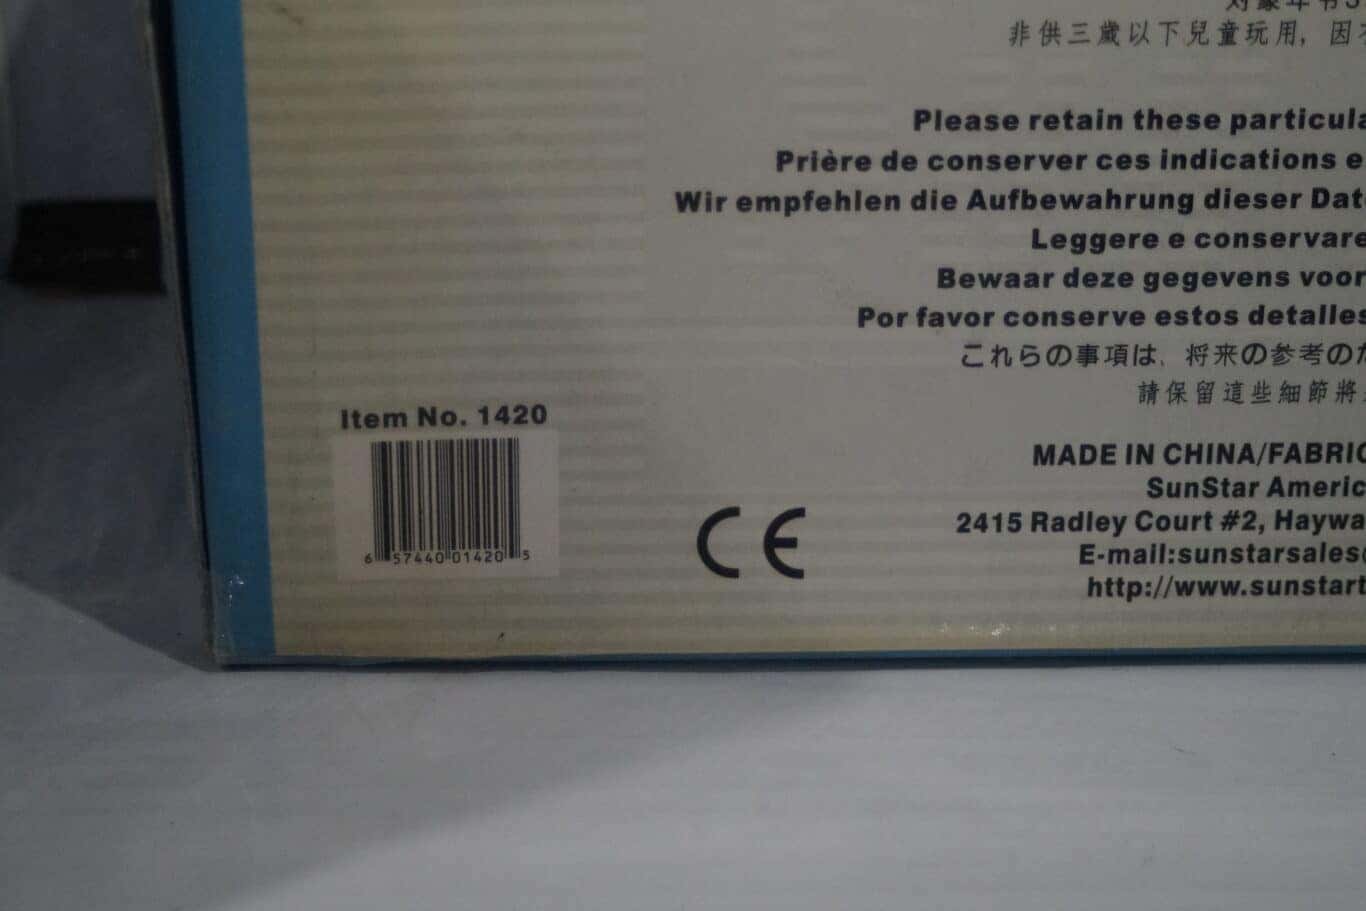 非供三歲以下兒童玩用, 因
Please retain these particula
Prière de conserver ces indications e
Wir empfehlen die Aufbewahrung dieser Dat
Leggere e conservare
Bewaar deze gegevens voor
Por favor conserve estos detalles
これらの事項は、将来の参考の
請保留這些細節將
Item No. 1420
6 57440 01420 5
CE
MADE IN CHINA/FABRIC
SunStar Americ
2415 Radley Court #2, Haywa
E-mail:sunstarsales
http://www.sunstart